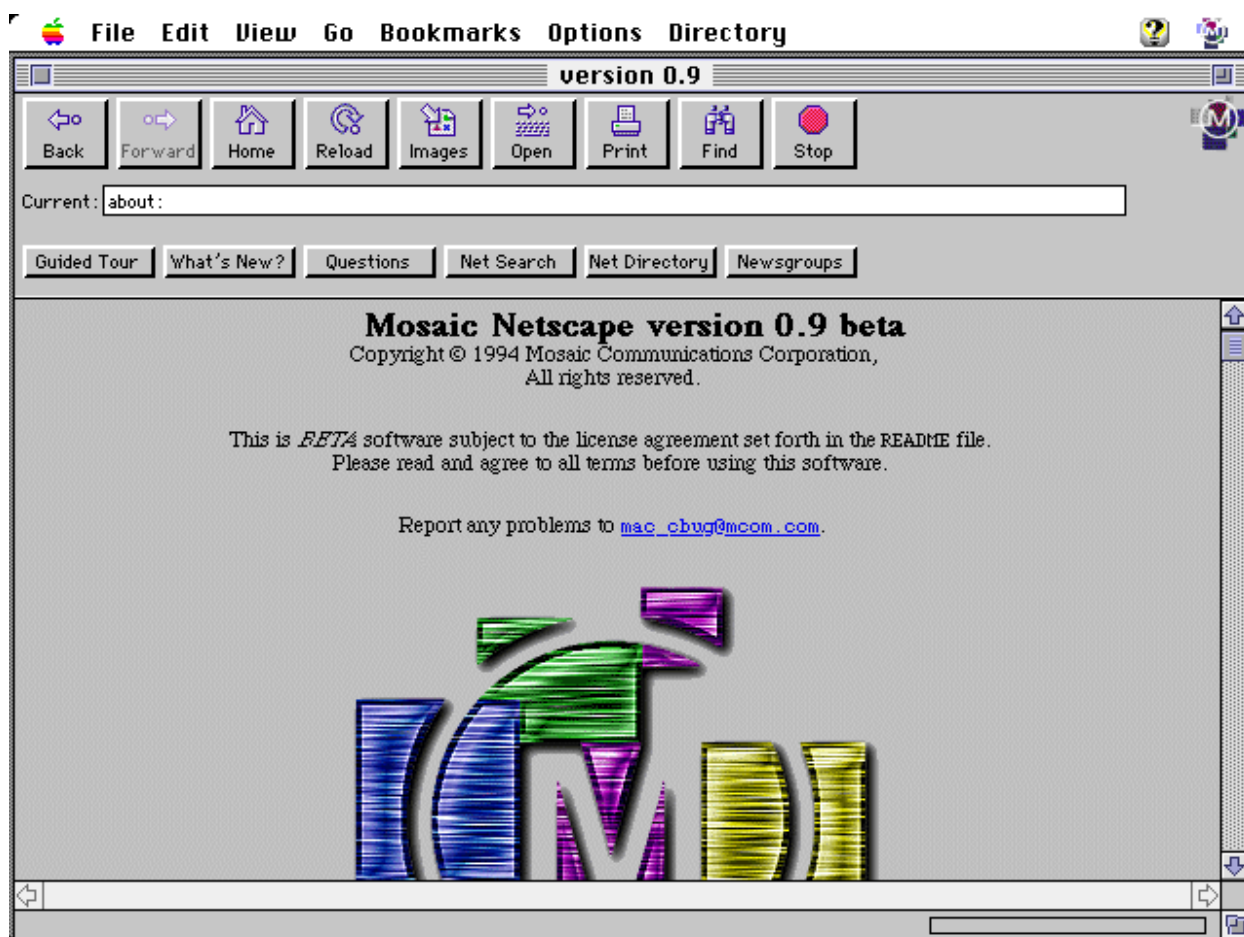 File Edit View Go Bookmarks Options Directory
version 0.9
Back Forward Home Reload Images Open Print Find Stop
Current: about:
Guided Tour What's New? Questions Net Search Net Directory Newsgroups
Mosaic Netscape version 0.9 beta
Copyright © 1994 Mosaic Communications Corporation,
All rights reserved.
This is BETA software subject to the license agreement set forth in the README file.
Please read and agree to all terms before using this software.
Report any problems to mac_cbug@mcom.com.
M